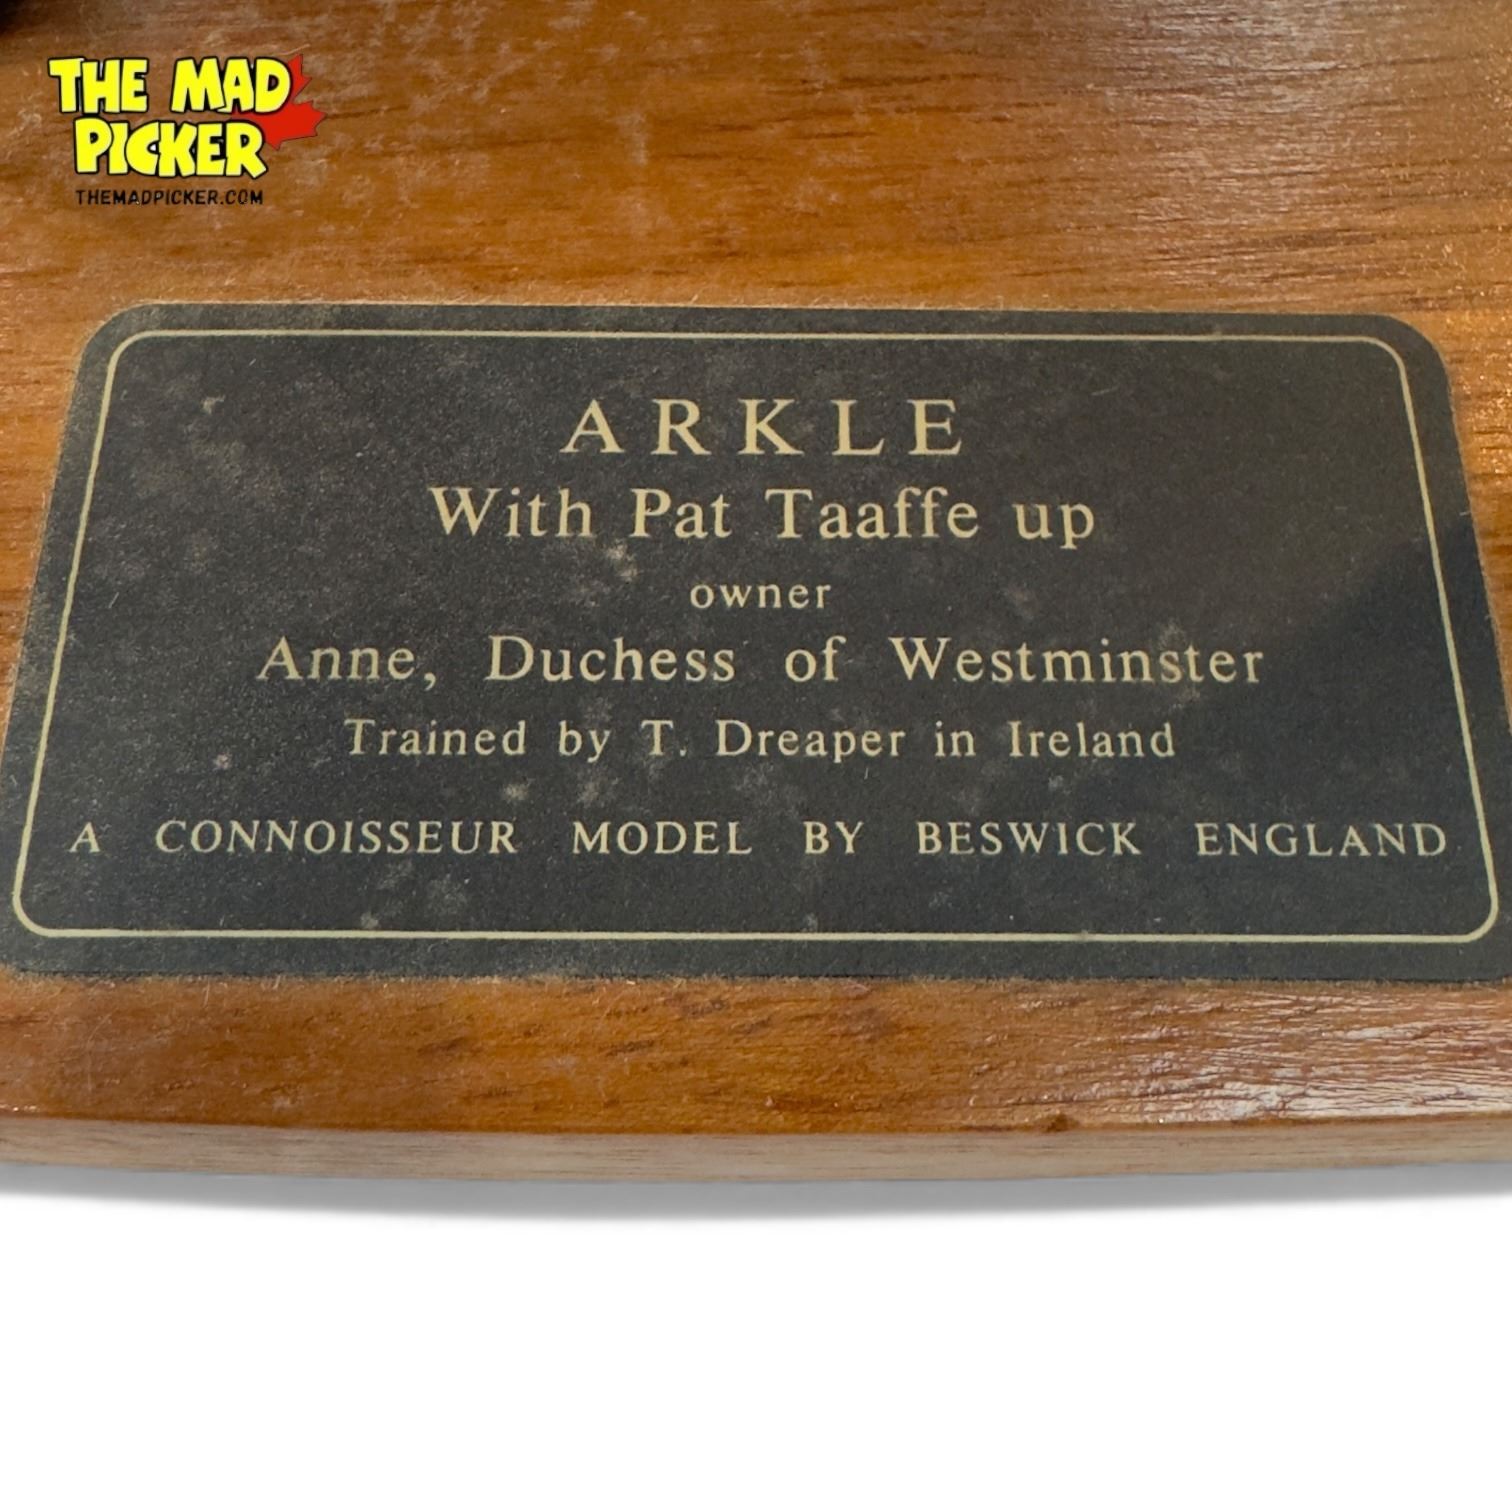 THE MAD
PICKER
THEMADPICKER.COM
ARKLE
With Pat Taaffe up
owner
Anne, Duchess of Westminster
Trained by T. Dreaper in Ireland
A CONNOISSEUR MODEL BY BESWICK ENGLAND